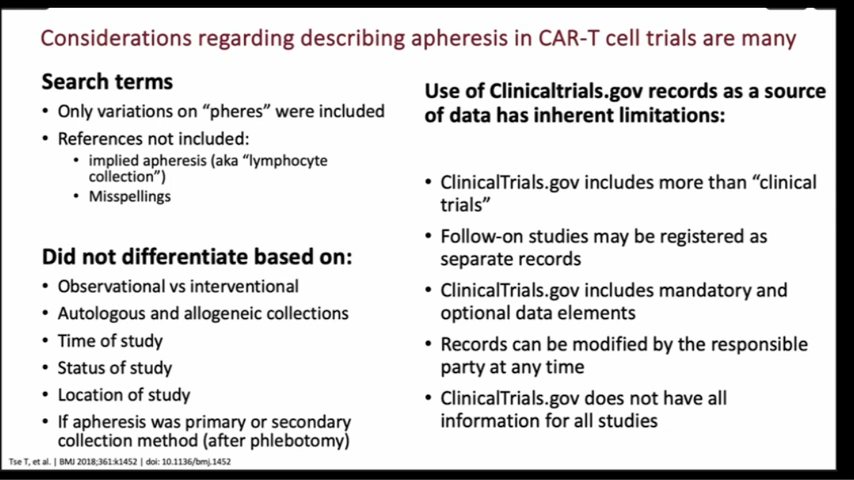 Considerations regarding describing apheresis in CAR-T cell trials are many
Search terms
• Only variations on “pheres” were included
• References not included:
• implied apheresis (aka “lymphocyte
collection”)
• Misspellings
Did not differentiate based on:
• Observational vs interventional
• Autologous and allogeneic collections
• Time of study
• Status of study
• Location of study
• If apheresis was primary or secondary
collection method (after phlebotomy)
Use of Clinicaltrials.gov records as a source
of data has inherent limitations:
• ClinicalTrials.gov includes more than “clinical
trials”
• Follow-on studies may be registered as
separate records
• ClinicalTrials.gov includes mandatory and
optional data elements
• Records can be modified by the responsible
party at any time
• ClinicalTrials.gov does not have all
information for all studies
Tse T, et al. | BMJ 2018;361:k1452 | doi: 10.1136/bmj.1452